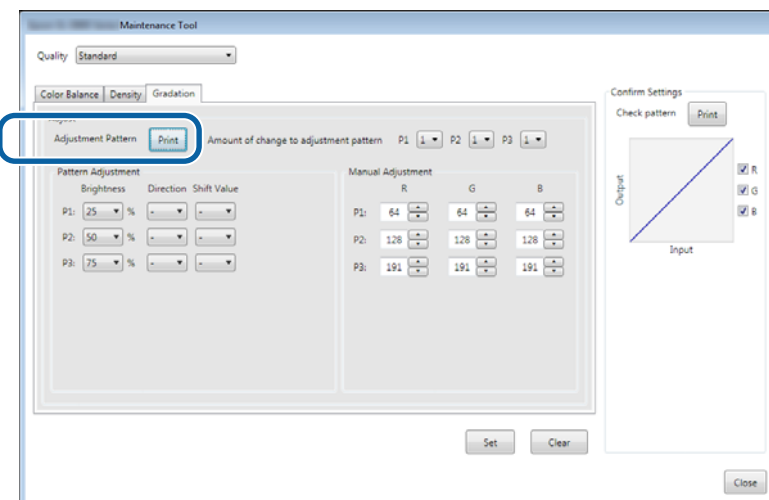 Maintenance Tool
Quality Standard
Color Balance Density Gradation
Adjustment Pattern Print Amount of change to adjustment pattern P1 1 P2 1 P3 1
Pattern Adjustment
Brightness Direction Shift Value
P1: 25 % - -
P2: 50 % - -
P3: 75 % - -
Manual Adjustment
R G B
P1: 64 64 64
P2: 128 128 128
P3: 191 191 191
Set Clear
Confirm Settings
Check pattern Print
Output
Input
R
G
B
Close